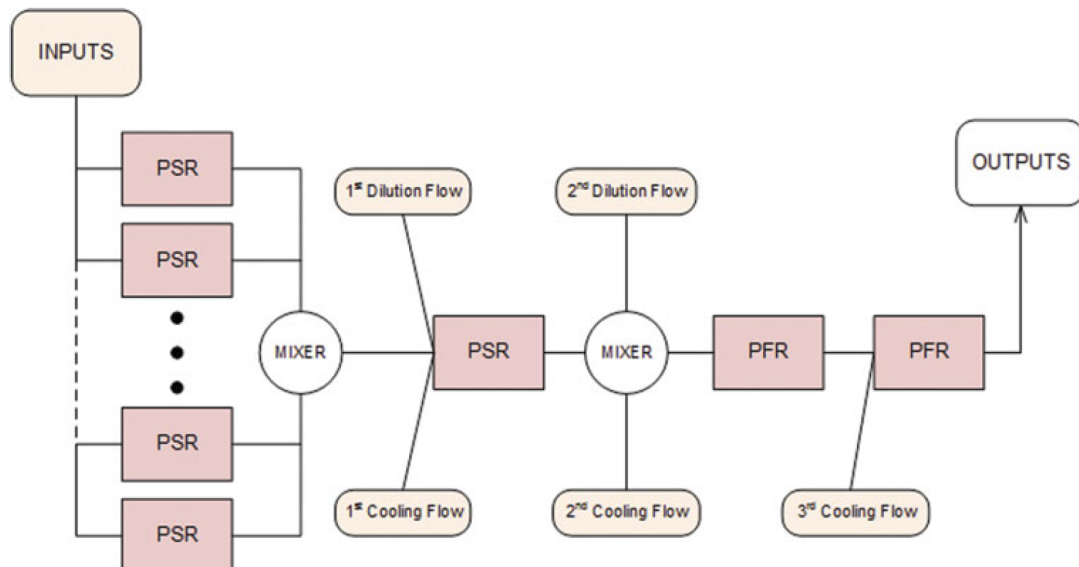 INPUTS
PSR
PSR
PSR
PSR
MIXER
1st Dilution Flow
1st Cooling Flow
PSR
2nd Dilution Flow
MIXER
2nd Cooling Flow
PFR
PFR
3rd Cooling Flow
OUTPUTS